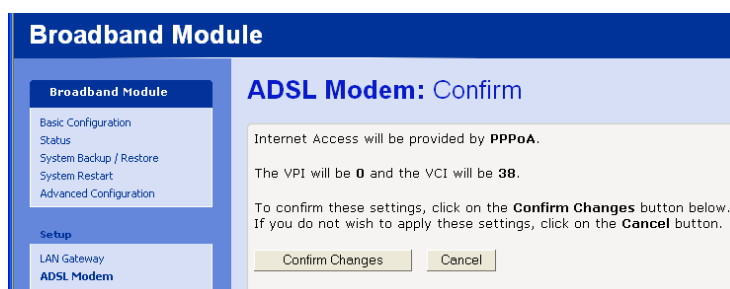 Broadband Module
Broadband Module
Basic Configuration
Status
System Backup / Restore
System Restart
Advanced Configuration
Setup
LAN Gateway
ADSL Modem
ADSL Modem: Confirm
Internet Access will be provided by PPPoA.
The VPI will be 0 and the VCI will be 38.
To confirm these settings, click on the Confirm Changes button below.
If you do not wish to apply these settings, click on the Cancel button.
Confirm Changes Cancel